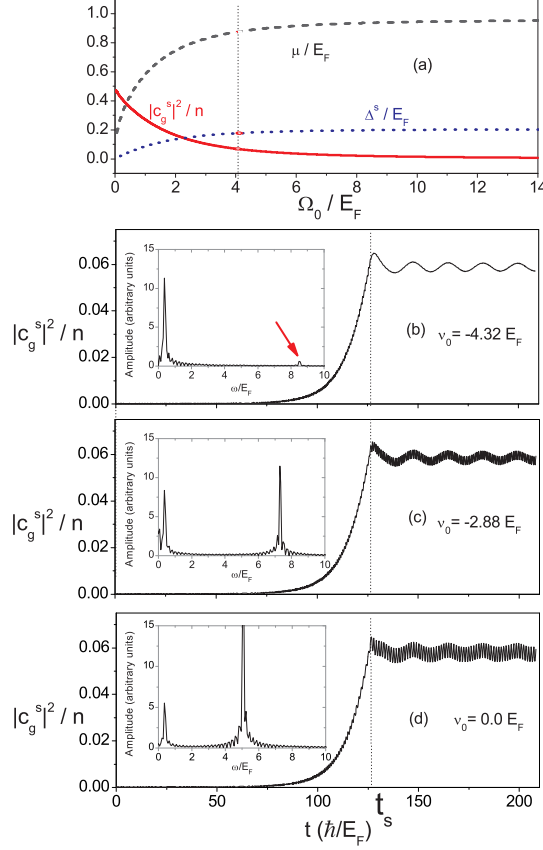 1.0
0.8
0.6
0.4
0.2
0.0
μ / E_F
(a)
|c_g^s|² / n
Δ^s / E_F
0 2 4 6 8 10 12 14
Ω₀ / E_F
|c_g^s|² / n
0.06
0.04
0.02
0.00
Amplitude (arbitrary units)
15
10
5
0
0 2 4 6 8 10
ω/E_F
(b) ν₀= -4.32 E_F
|c_g^s|² / n
0.06
0.04
0.02
0.00
Amplitude (arbitrary units)
15
10
5
0
0 2 4 6 8 10
ω/E_F
(c) ν₀= -2.88 E_F
|c_g^s|² / n
0.06
0.04
0.02
0.00
Amplitude (arbitrary units)
15
10
5
0
0 2 4 6 8 10
ω/E_F
(d) ν₀= 0.0 E_F
0 50 100 150 200
t_s
t (ℏ/E_F)